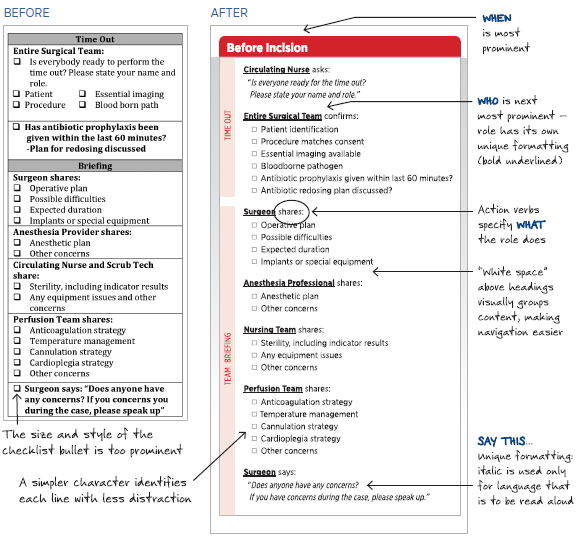 BEFORE
Time Out
Entire Surgical Team:
Is everybody ready to perform the
time out? Please state your name and
role.
Patient Essential imaging
Procedure Blood born path
Has antibiotic prophylaxis been
given within the last 60 minutes?
-Plan for redosing discussed
Briefing
Surgeon shares:
Operative plan
Possible difficulties
Expected duration
Implants or special equipment
Anesthesia Provider shares:
Anesthetic plan
Other concerns
Circulating Nurse and Scrub Tech
share:
Sterility, including indicator results
Any equipment issues and other
concerns
Perfusion Team shares:
Anticoagulation strategy
Temperature management
Cannulation strategy
Cardioplegia strategy
Other concerns
Surgeon says: “Does anyone have
any concerns? If you concerns you
during the case, please speak up”
The size and style of the
checklist bullet is too prominent
A simpler character identifies
each line with less distraction
AFTER
Before Incision
TIME OUT
Circulating Nurse asks:
“Is everyone ready for the time out?
Please state your name and role.”
Entire Surgical Team confirms:
Patient identification
Procedure matches consent
Essential imaging available
Bloodborne pathogen
Antibiotic prophylaxis given within last 60 minutes?
Antibiotic redosing plan discussed?
TEAM BRIEFING
Surgeon shares:
Operative plan
Possible difficulties
Expected duration
Implants or special equipment
Anesthesia Professional shares:
Anesthetic plan
Other concerns
Nursing Team shares:
Sterility, including indicator results
Any equipment issues
Other concerns
Perfusion Team shares:
Anticoagulation strategy
Temperature management
Cannulation strategy
Cardioplegia strategy
Other concerns
Surgeon says:
“Does anyone have any concerns?
If you have concerns during the case, please speak up.”
WHEN
is most
prominent
WHO is next
most prominent –
role has its own
unique formatting
(bold underlined)
Action verbs
specify WHAT
the role does
“White space”
above headings
visually groups
content, making
navigation easier
SAY THIS...
Unique formatting:
italic is used only
for language that
is to be read aloud